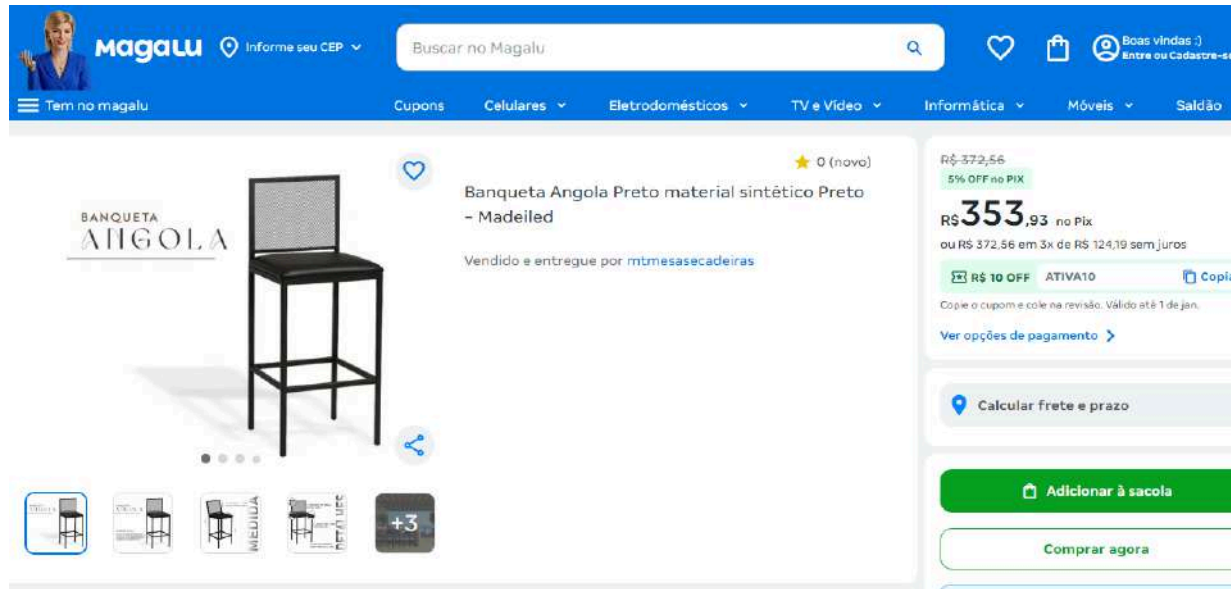 Magalu
Informe seu CEP
Buscar no Magalu
Boas vindas :)
Entre ou Cadastre-se
Tem no magalu
Cupons
Celulares
Eletrodomésticos
TV e Vídeo
Informática
Móveis
Saldão
BANQUETA
ANGOLA
0 (novo)
Banqueta Angola Preto material sintético Preto
- Madeiled
Vendido e entregue por mtmesasecadeiras
MEDIDA
DETALHES
+3
R$ 372,56
5% OFF no PIX
R$ 353,93 no Pix
ou R$ 372,56 em 3x de R$ 124,19 sem juros
R$ 10 OFF ATIVA10
Copie o cupom e cole na revisão. Válido até 1 de jan.
Ver opções de pagamento
Calcular frete e prazo
Adicionar à sacola
Comprar agora